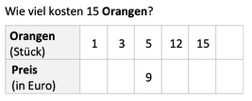 Wie viel kosten 15 Orangen?
Orangen (Stück) 1 3 5 12 15
Preis (in Euro) 9